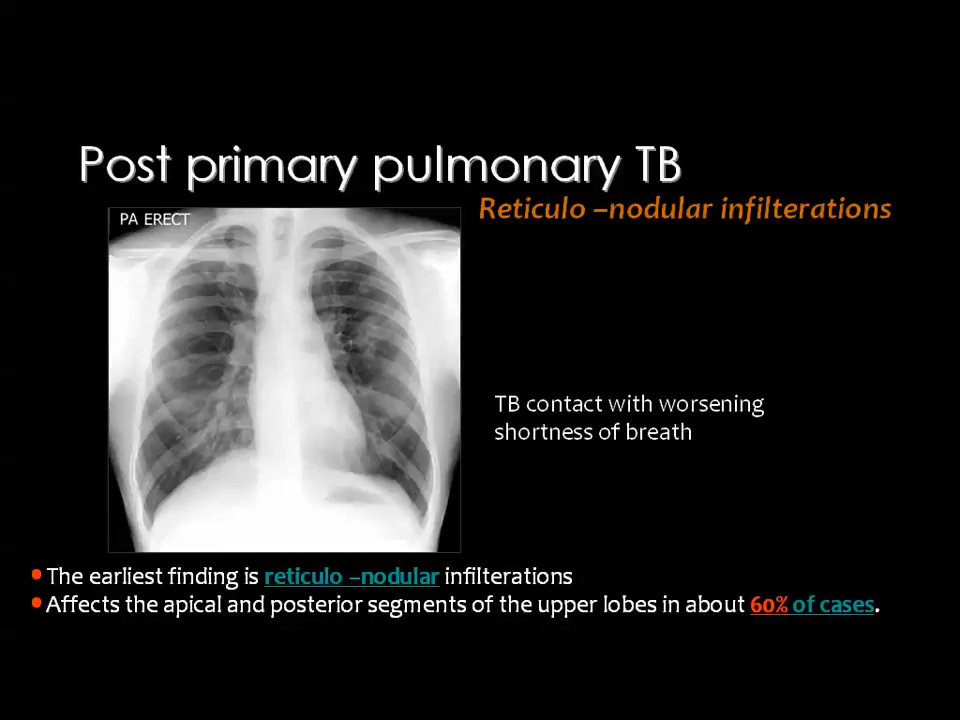 Post primary pulmonary TB
Reticulo –nodular infilterations
PA ERECT
TB contact with worsening
shortness of breath
• The earliest finding is reticulo –nodular infilterations
• Affects the apical and posterior segments of the upper lobes in about 60% of cases.